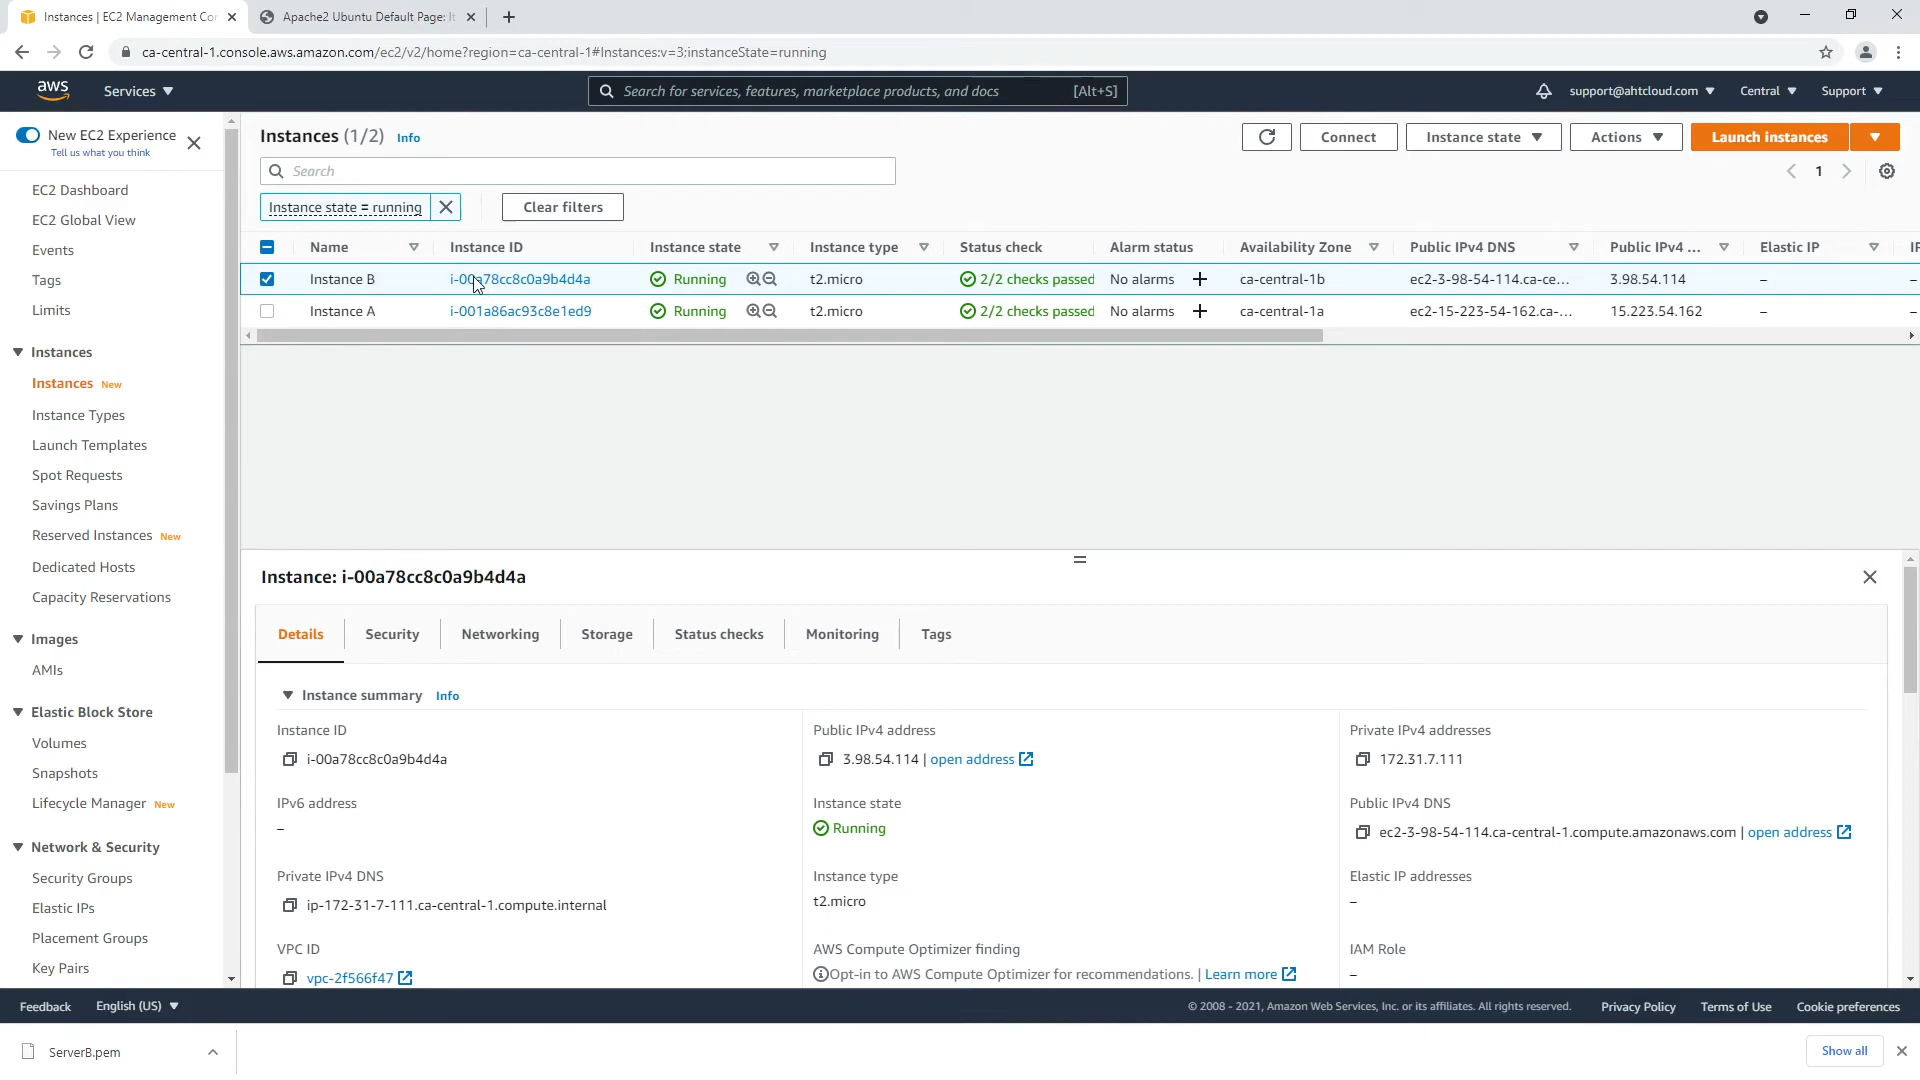 Instances | EC2 Management Con
Apache2 Ubuntu Default Page: It
ca-central-1.console.aws.amazon.com/ec2/v2/home?region=ca-central-1#Instances:v=3;instanceState=running
aws
Services
Search for services, features, marketplace products, and docs
[Alt+S]
support@ahtcloud.com
Central
Support
New EC2 Experience
Tell us what you think
EC2 Dashboard
EC2 Global View
Events
Tags
Limits
Instances
Instances New
Instance Types
Launch Templates
Spot Requests
Savings Plans
Reserved Instances New
Dedicated Hosts
Capacity Reservations
Images
AMIs
Elastic Block Store
Volumes
Snapshots
Lifecycle Manager New
Network & Security
Security Groups
Elastic IPs
Placement Groups
Key Pairs
Instances (1/2) Info
Connect
Instance state
Actions
Launch instances
Search
1
Instance state = running
Clear filters
Name Instance ID Instance state Instance type Status check Alarm status Availability Zone Public IPv4 DNS Public IPv4 ... Elastic IP
Instance B i-00a78cc8c0a9b4d4a Running t2.micro 2/2 checks passed No alarms + ca-central-1b ec2-3-98-54-114.ca-ce... 3.98.54.114 –
Instance A i-001a86ac93c8e1ed9 Running t2.micro 2/2 checks passed No alarms + ca-central-1a ec2-15-223-54-162.ca-... 15.223.54.162 –
Instance: i-00a78cc8c0a9b4d4a
Details Security Networking Storage Status checks Monitoring Tags
Instance summary Info
Instance ID
i-00a78cc8c0a9b4d4a
Public IPv4 address
3.98.54.114 | open address
Private IPv4 addresses
172.31.7.111
IPv6 address
–
Instance state
Running
Public IPv4 DNS
ec2-3-98-54-114.ca-central-1.compute.amazonaws.com | open address
Private IPv4 DNS
ip-172-31-7-111.ca-central-1.compute.internal
Instance type
t2.micro
Elastic IP addresses
–
VPC ID
vpc-2f566f47
AWS Compute Optimizer finding
Opt-in to AWS Compute Optimizer for recommendations. | Learn more
IAM Role
–
Feedback
English (US)
© 2008 - 2021, Amazon Web Services, Inc. or its affiliates. All rights reserved.
Privacy Policy
Terms of Use
Cookie preferences
ServerB.pem
Show all